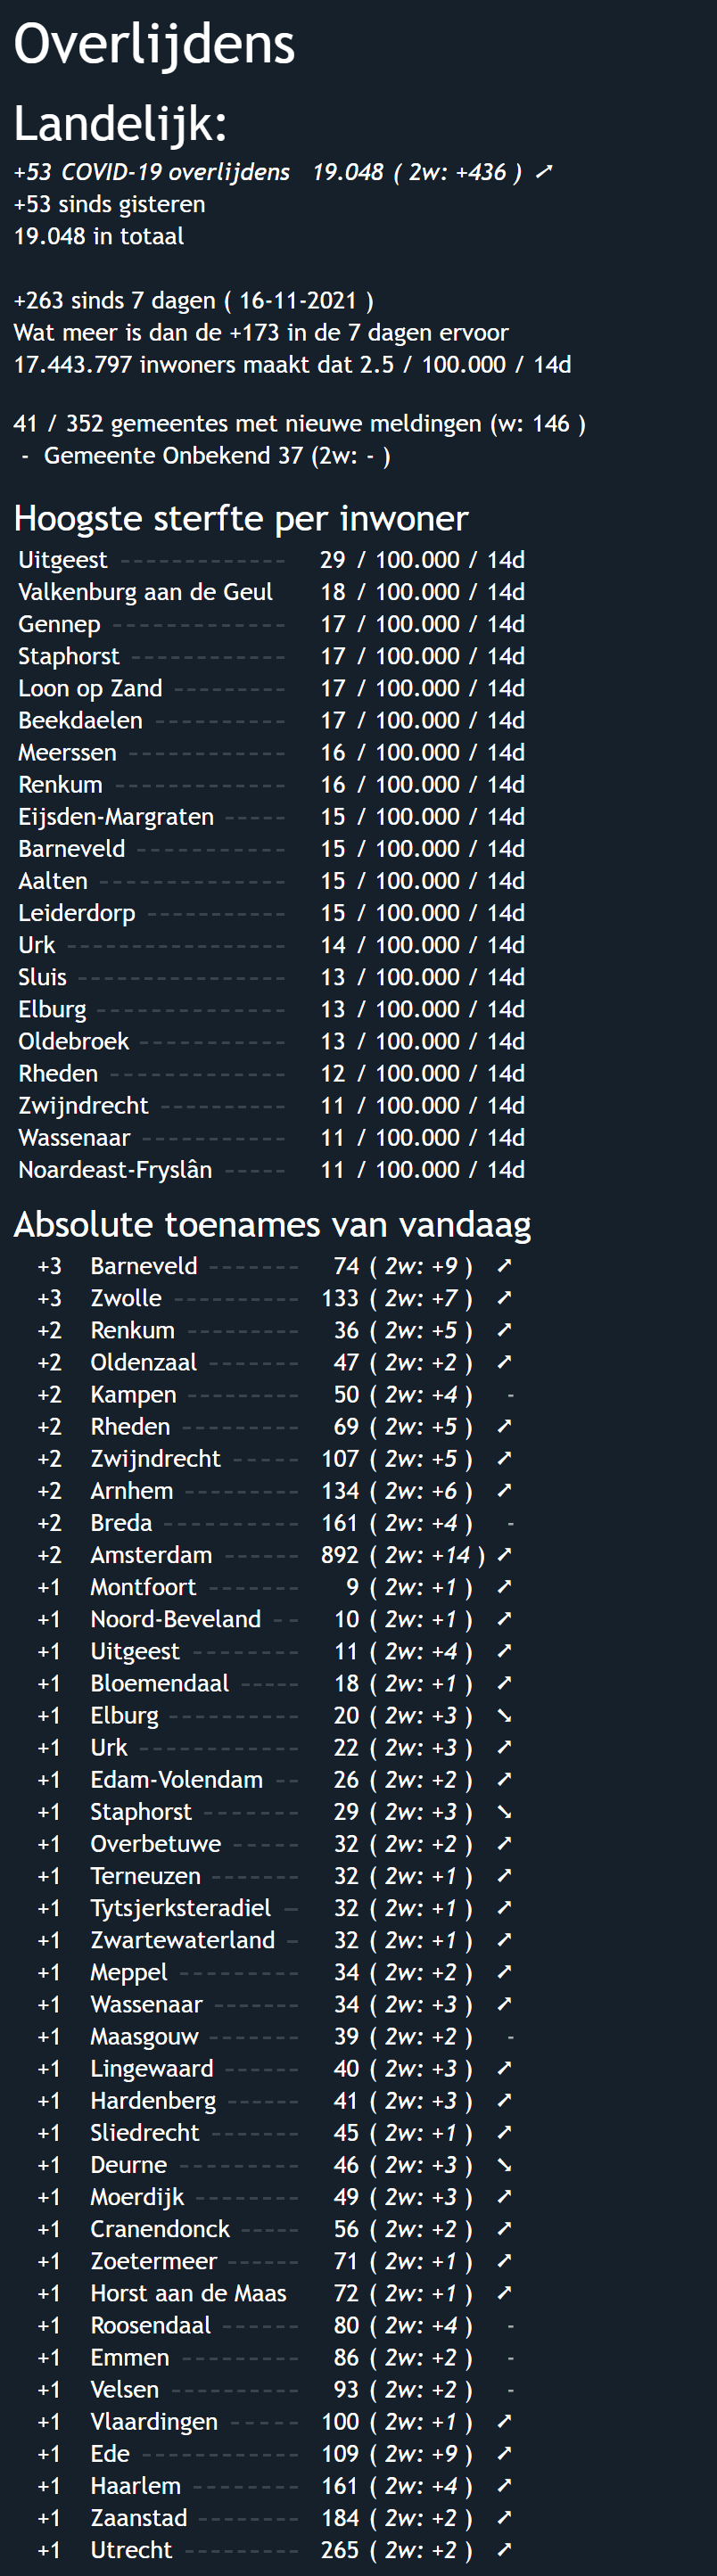 Overlijdens
Landelijk:
+53 COVID-19 overlijdens 19.048 ( 2w: +436 ) ➚
+53 sinds gisteren
19.048 in totaal
+263 sinds 7 dagen ( 16-11-2021 )
Wat meer is dan de +173 in de 7 dagen ervoor
17.443.797 inwoners maakt dat 2.5 / 100.000 / 14d
41 / 352 gemeentes met nieuwe meldingen (w: 146 )
- Gemeente Onbekend 37 (2w: - )
Hoogste sterfte per inwoner
Uitgeest ------------- 29 / 100.000 / 14d
Valkenburg aan de Geul 18 / 100.000 / 14d
Gennep -------------- 17 / 100.000 / 14d
Staphorst ------------ 17 / 100.000 / 14d
Loon op Zand --------- 17 / 100.000 / 14d
Beekdaelen ---------- 17 / 100.000 / 14d
Meerssen ------------ 16 / 100.000 / 14d
Renkum ------------- 16 / 100.000 / 14d
Eijsden-Margraten ----- 15 / 100.000 / 14d
Barneveld ------------ 15 / 100.000 / 14d
Aalten --------------- 15 / 100.000 / 14d
Leiderdorp ----------- 15 / 100.000 / 14d
Urk ----------------- 14 / 100.000 / 14d
Sluis ---------------- 13 / 100.000 / 14d
Elburg --------------- 13 / 100.000 / 14d
Oldebroek ----------- 13 / 100.000 / 14d
Rheden -------------- 12 / 100.000 / 14d
Zwijndrecht ---------- 11 / 100.000 / 14d
Wassenaar ----------- 11 / 100.000 / 14d
Noardeast-Fryslân ----- 11 / 100.000 / 14d
Absolute toenames van vandaag
+3 Barneveld ------- 74 ( 2w: +9 ) ➚
+3 Zwolle ---------- 133 ( 2w: +7 ) ➚
+2 Renkum --------- 36 ( 2w: +5 ) ➚
+2 Oldenzaal ------- 47 ( 2w: +2 ) ➚
+2 Kampen --------- 50 ( 2w: +4 ) -
+2 Rheden --------- 69 ( 2w: +5 ) ➚
+2 Zwijndrecht ----- 107 ( 2w: +5 ) ➚
+2 Arnhem --------- 134 ( 2w: +6 ) ➚
+2 Breda ----------- 161 ( 2w: +4 ) -
+2 Amsterdam ------ 892 ( 2w: +14 ) ➚
+1 Montfoort ------- 9 ( 2w: +1 ) ➚
+1 Noord-Beveland -- 10 ( 2w: +1 ) ➚
+1 Uitgeest -------- 11 ( 2w: +4 ) ➚
+1 Bloemendaal ----- 18 ( 2w: +1 ) ➚
+1 Elburg ---------- 20 ( 2w: +3 ) ➘
+1 Urk ------------ 22 ( 2w: +3 ) ➚
+1 Edam-Volendam -- 26 ( 2w: +2 ) ➚
+1 Staphorst ------- 29 ( 2w: +3 ) ➘
+1 Overbetuwe ----- 32 ( 2w: +2 ) ➚
+1 Terneuzen ------- 32 ( 2w: +1 ) ➚
+1 Tytsjerksteradiel - 32 ( 2w: +1 ) ➚
+1 Zwartewaterland - 32 ( 2w: +1 ) ➚
+1 Meppel --------- 34 ( 2w: +2 ) ➚
+1 Wassenaar ------- 34 ( 2w: +3 ) ➚
+1 Maasgouw ------- 39 ( 2w: +2 ) -
+1 Lingewaard ------ 40 ( 2w: +3 ) ➚
+1 Hardenberg ------ 41 ( 2w: +3 ) ➚
+1 Sliedrecht ------- 45 ( 2w: +1 ) ➚
+1 Deurne --------- 46 ( 2w: +3 ) ➘
+1 Moerdijk -------- 49 ( 2w: +3 ) ➚
+1 Cranendonck ----- 56 ( 2w: +2 ) ➚
+1 Zoetermeer ------ 71 ( 2w: +1 ) ➚
+1 Horst aan de Maas 72 ( 2w: +1 ) ➚
+1 Roosendaal ------ 80 ( 2w: +4 ) -
+1 Emmen --------- 86 ( 2w: +2 ) -
+1 Velsen ---------- 93 ( 2w: +2 ) -
+1 Vlaardingen ----- 100 ( 2w: +1 ) ➚
+1 Ede ------------ 109 ( 2w: +9 ) ➚
+1 Haarlem -------- 161 ( 2w: +4 ) ➚
+1 Zaanstad -------- 184 ( 2w: +2 ) ➚
+1 Utrecht --------- 265 ( 2w: +2 ) ➚